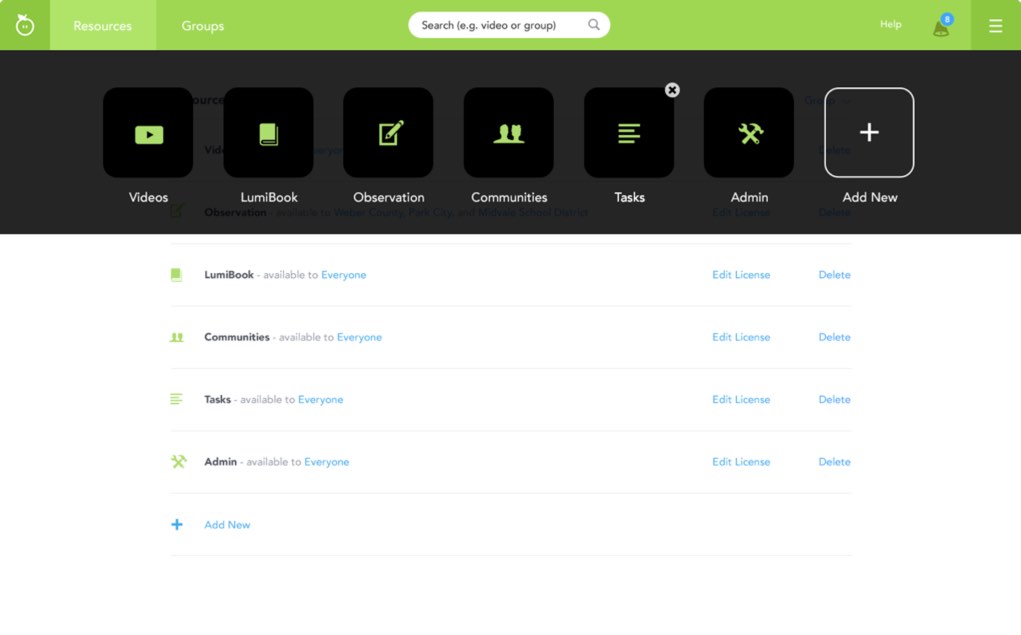 Resources
Groups
Search (e.g. video or group)
Help
8
Group
Delete
Videos
LumiBook
Observation
Communities
Tasks
Admin
Add New
Observation - available to Weber County, Park City, and Midvale School District
Edit License
Delete
LumiBook - available to Everyone
Edit License
Delete
Communities - available to Everyone
Edit License
Delete
Tasks - available to Everyone
Edit License
Delete
Admin - available to Everyone
Edit License
Delete
Add New